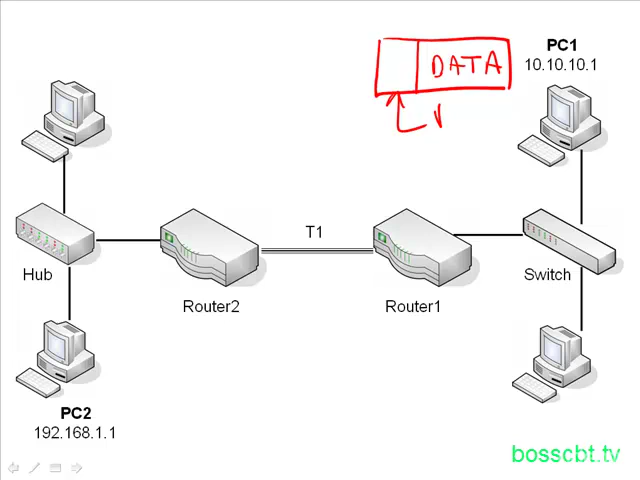 DATA
PC1
10.10.10.1
T1
Hub
Router2
Router1
Switch
PC2
192.168.1.1
bosscbt.tv